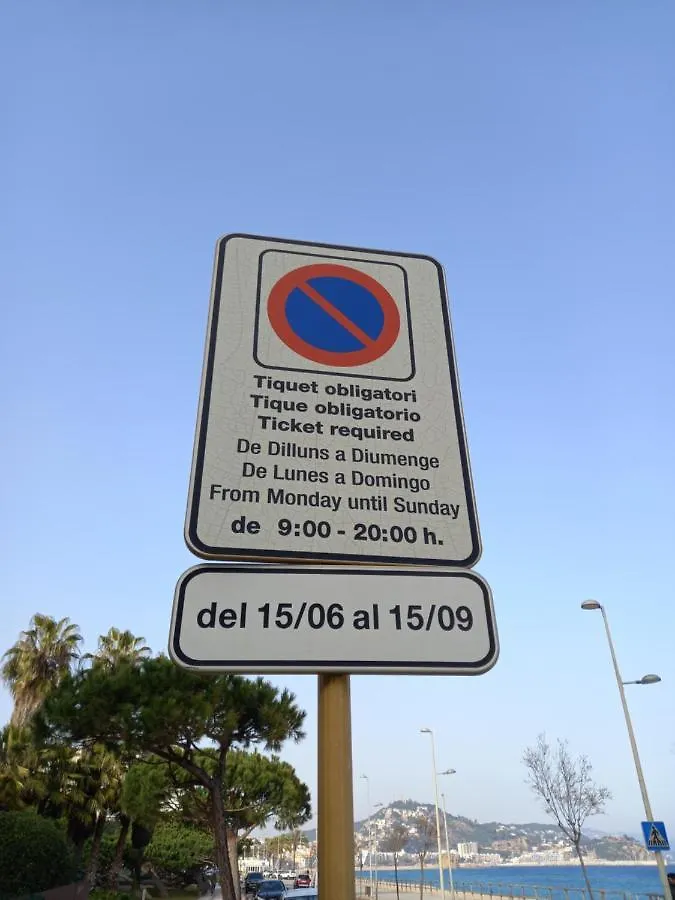 Tiquet obligatori
Tique obligatorio
Ticket required
De Dilluns a Diumenge
De Lunes a Domingo
From Monday until Sunday
de 9:00 - 20:00 h.
del 15/06 al 15/09